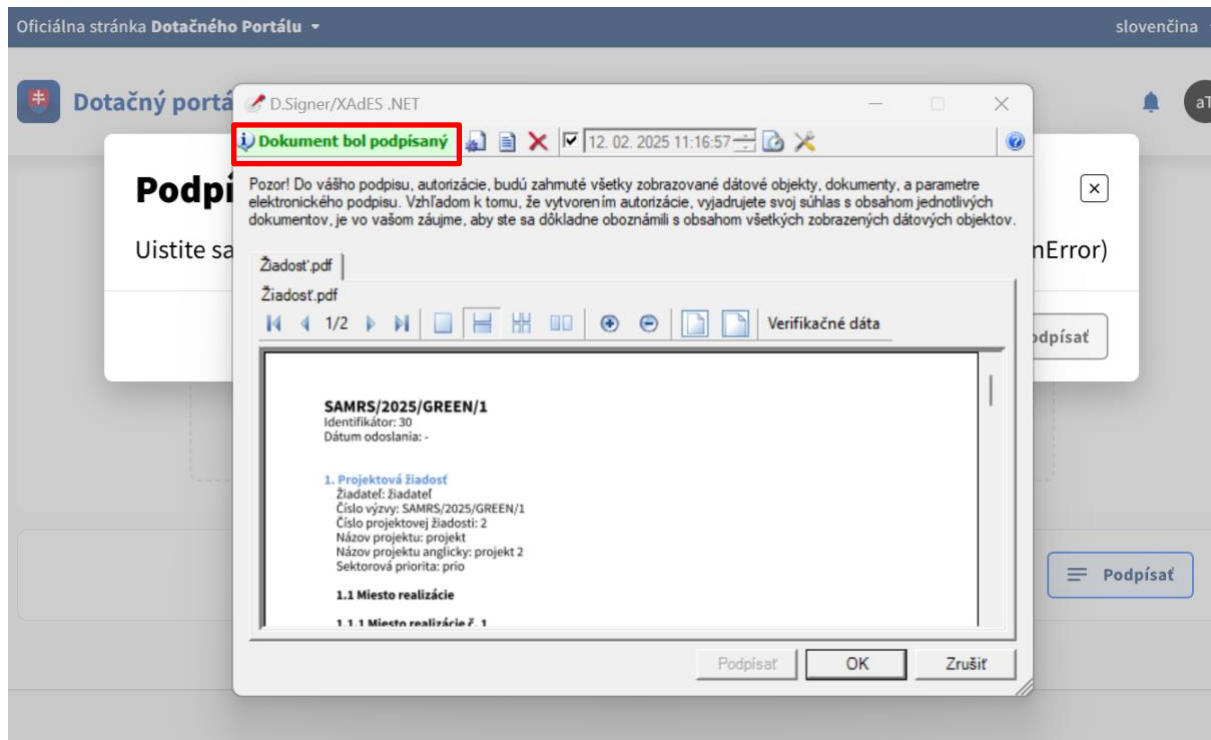 Oficiálna stránka Dotačného Portálu
slovenčina
Dotačný portá
D.Signer/XAdES .NET
Dokument bol podpísaný
12. 02. 2025 11:16:57
Podpí
Pozor! Do vášho podpisu, autorizácie, budú zahrnuté všetky zobrazované dátové objekty, dokumenty, a parametre
elektronického podpisu. Vzhľadom k tomu, že vytvorením autorizácie, vyjadrujete svoj súhlas s obsahom jednotlivých
dokumentov, je vo vašom záujme, aby ste sa dôkladne oboznámili s obsahom všetkých zobrazených dátových objektov.
Uistite sa
nError)
Žiadosť.pdf
Žiadosť.pdf
1/2
Verifikačné dáta
odpísať
SAMRS/2025/GREEN/1
Identifikátor: 30
Dátum odoslania: -
1. Projektová žiadosť
Žiadateľ: žiadateľ
Číslo výzvy: SAMRS/2025/GREEN/1
Číslo projektovej žiadosti: 2
Názov projektu: projekt
Názov projektu anglicky: projekt 2
Sektorová priorita: prio
1.1 Miesto realizácie
1.1.1 Miesto realizácie č. 1
Podpísať
Podpísať
OK
Zrušiť